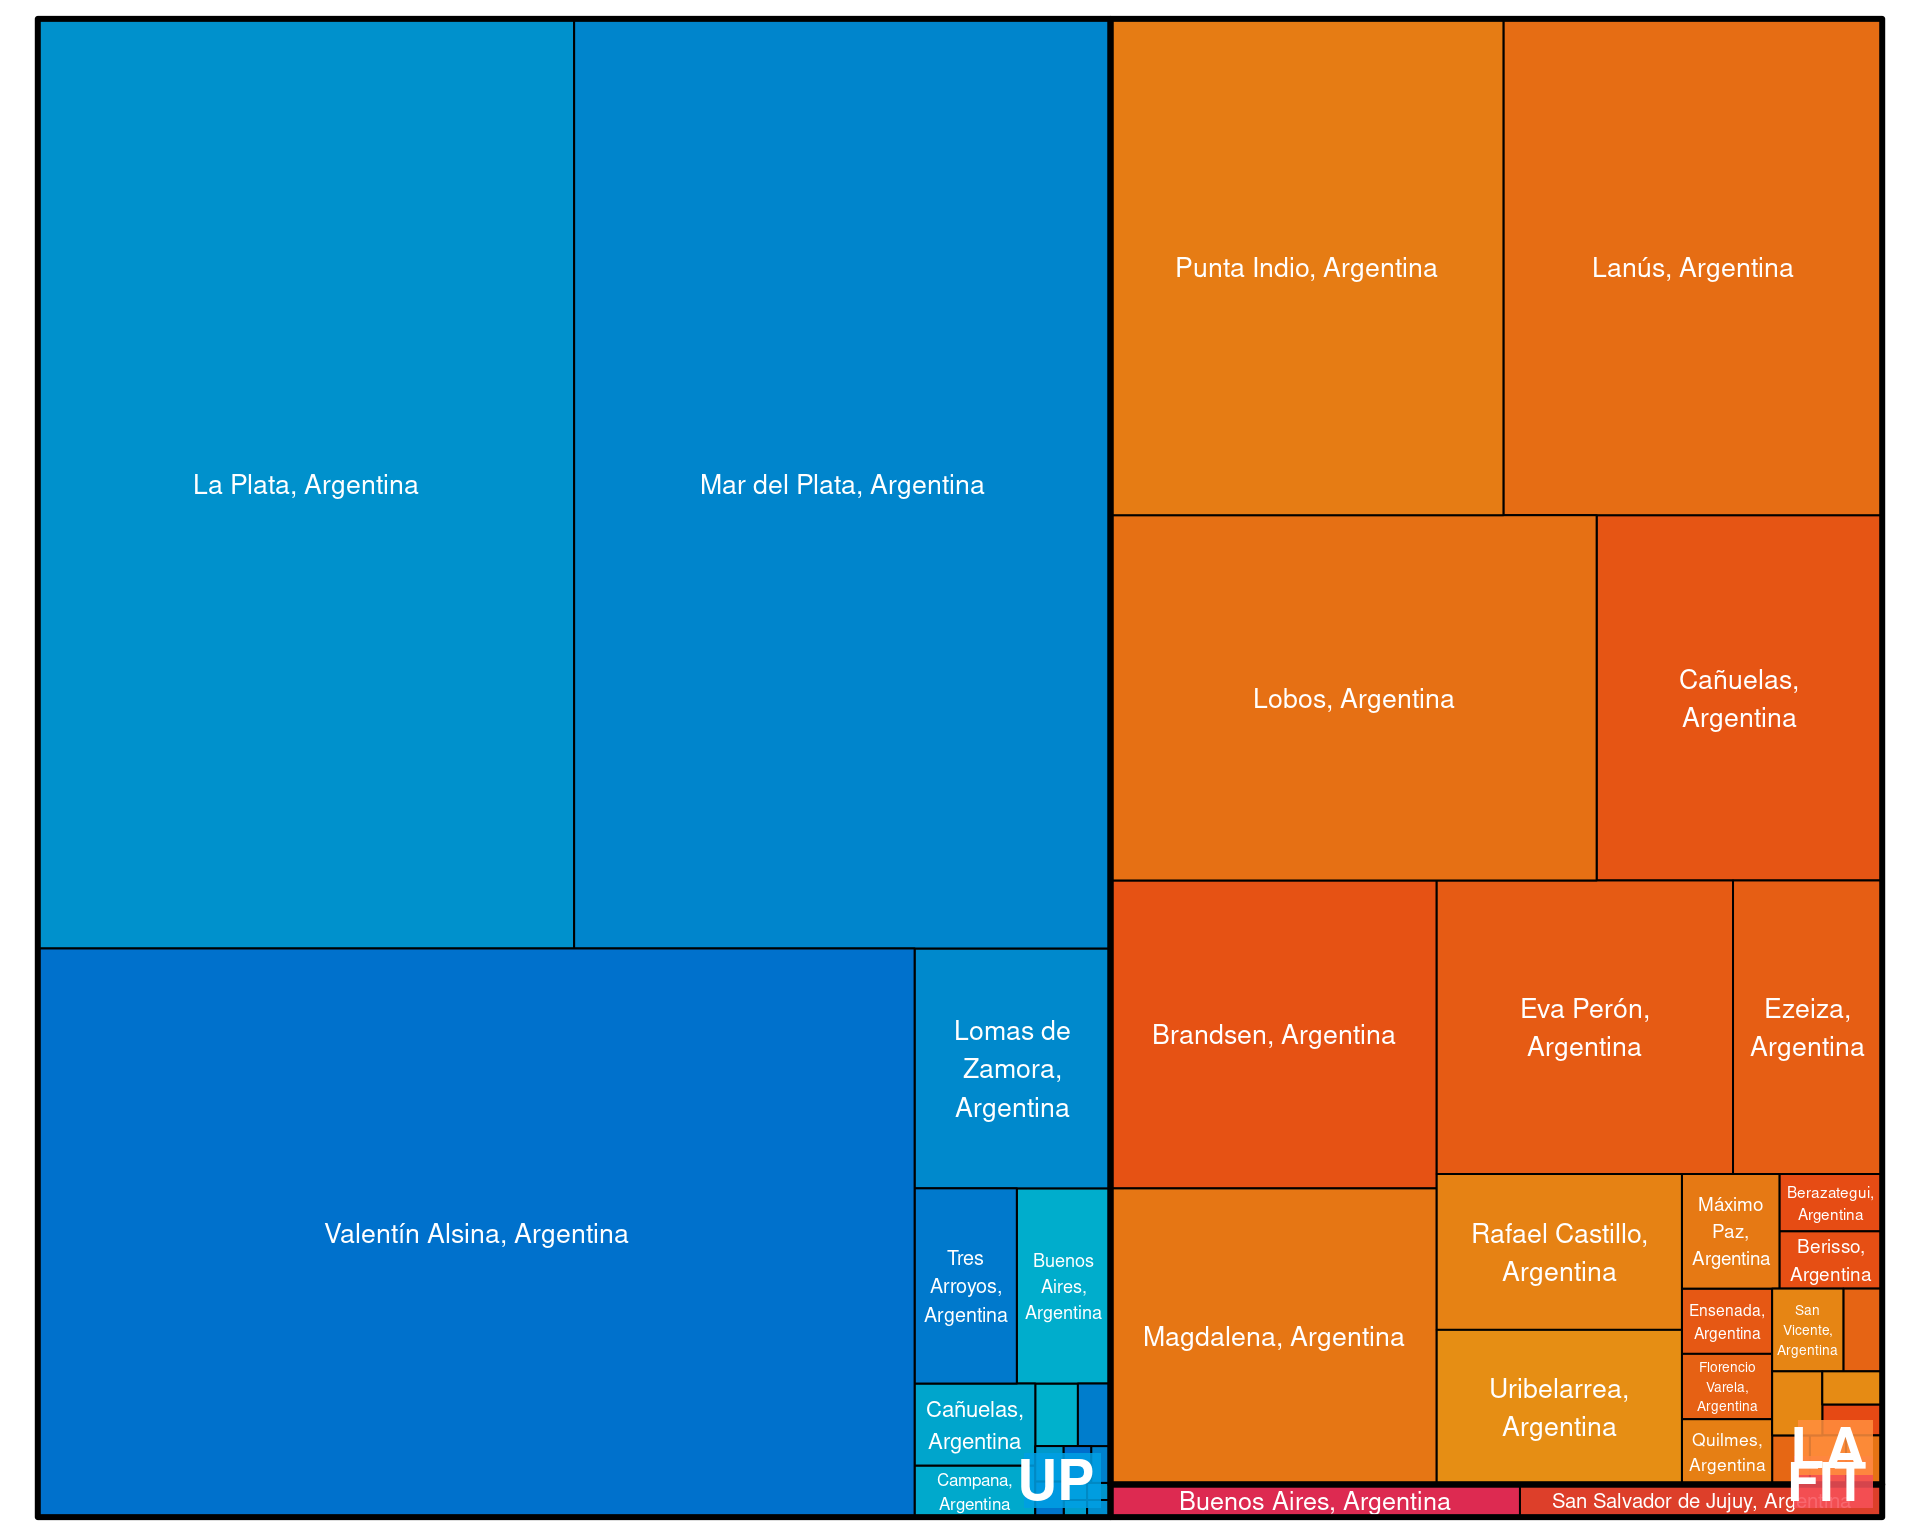 La Plata, Argentina
Mar del Plata, Argentina
Valentín Alsina, Argentina
Lomas de
Zamora,
Argentina
Tres
Arroyos,
Argentina
Buenos
Aires,
Argentina
Cañuelas,
Argentina
Campana,
Argentina
UP
Punta Indio, Argentina
Lanús, Argentina
Lobos, Argentina
Cañuelas,
Argentina
Brandsen, Argentina
Eva Perón,
Argentina
Ezeiza,
Argentina
Magdalena, Argentina
Rafael Castillo,
Argentina
Uribelarrea,
Argentina
Máximo
Paz,
Argentina
Berazategui,
Argentina
Berisso,
Argentina
Ensenada,
Argentina
San
Vicente,
Argentina
Florencio
Varela,
Argentina
Quilmes,
Argentina
LA
Buenos Aires, Argentina
San Salvador de Jujuy, Argentina
FIT